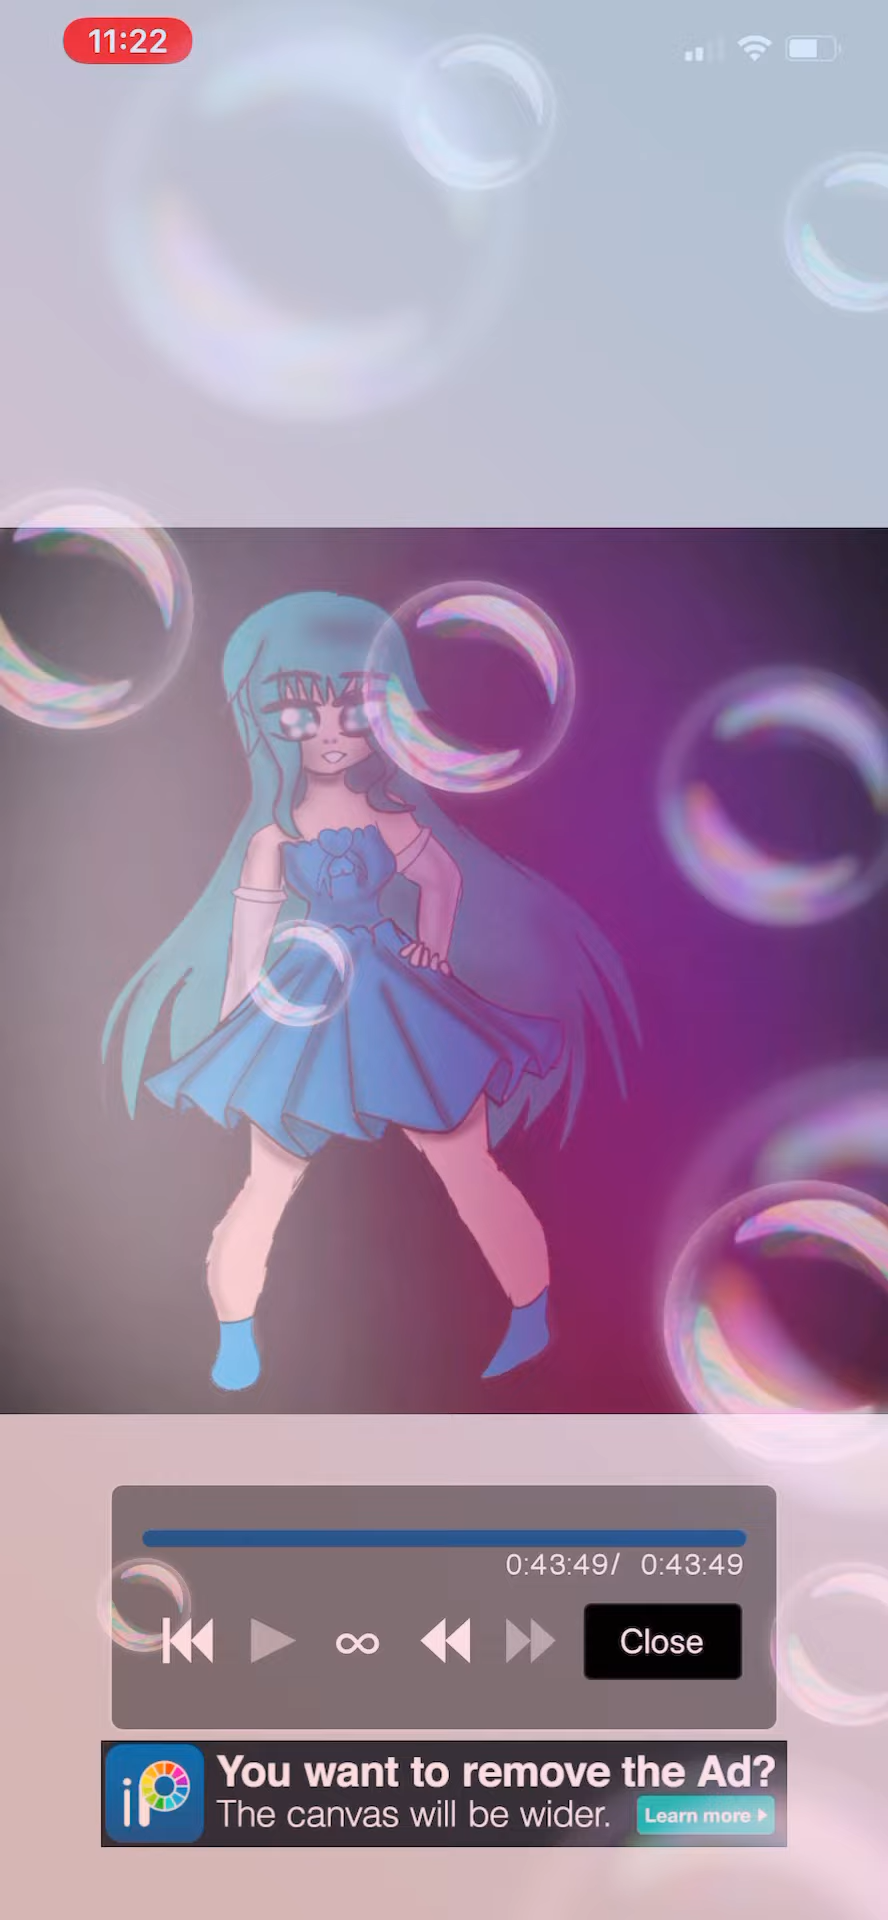 11:22
0:43:49/ 0:43:49
Close
iP
You want to remove the Ad?
The canvas will be wider.
Learn more